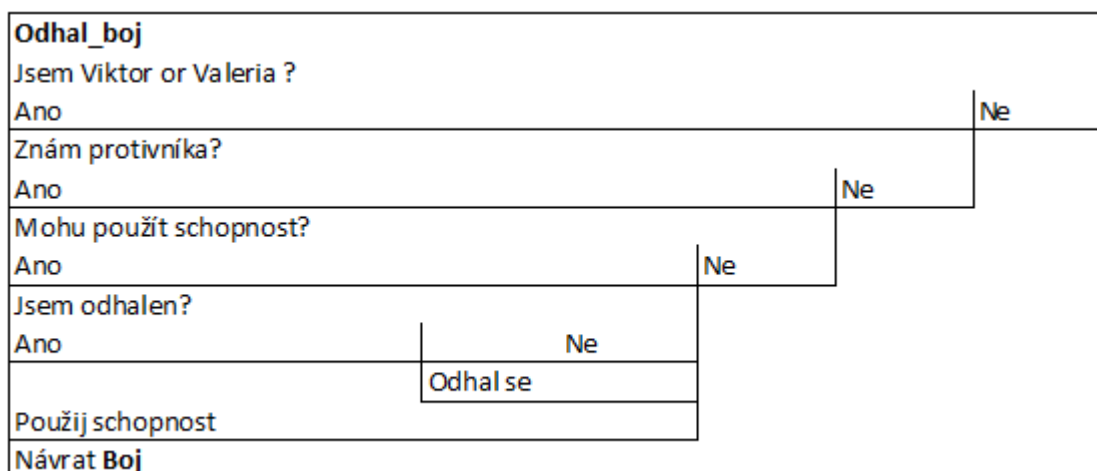 Odhal_boj
Jsem Viktor or Valeria ?
Ano Ne
Znám protivníka?
Ano Ne
Mohu použít schopnost?
Ano Ne
Jsem odhalen?
Ano Ne
Odhal se
Použij schopnost
Návrat Boj